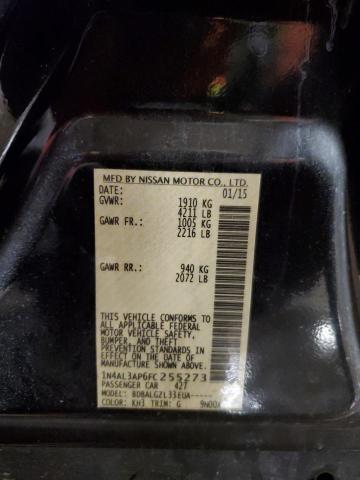 MFD BY NISSAN MOTOR CO., LTD.
DATE: 01/15
GVWR: 1910 KG
4211 LB
GAWR FR.: 1005 KG
2216 LB
GAWR RR.: 940 KG
2072 LB
THIS VEHICLE CONFORMS TO
ALL APPLICABLE FEDERAL
MOTOR VEHICLE SAFETY,
BUMPER, AND THEFT
PREVENTION STANDARDS IN
EFFECT ON THE DATE OF
MANUFACTURE SHOWN ABOVE.
1N4AL3AP6FC255273
PASSENGER CAR 427
MODEL: BDBALGZL33EUA-----
COLOR: KH3 TRIM: G